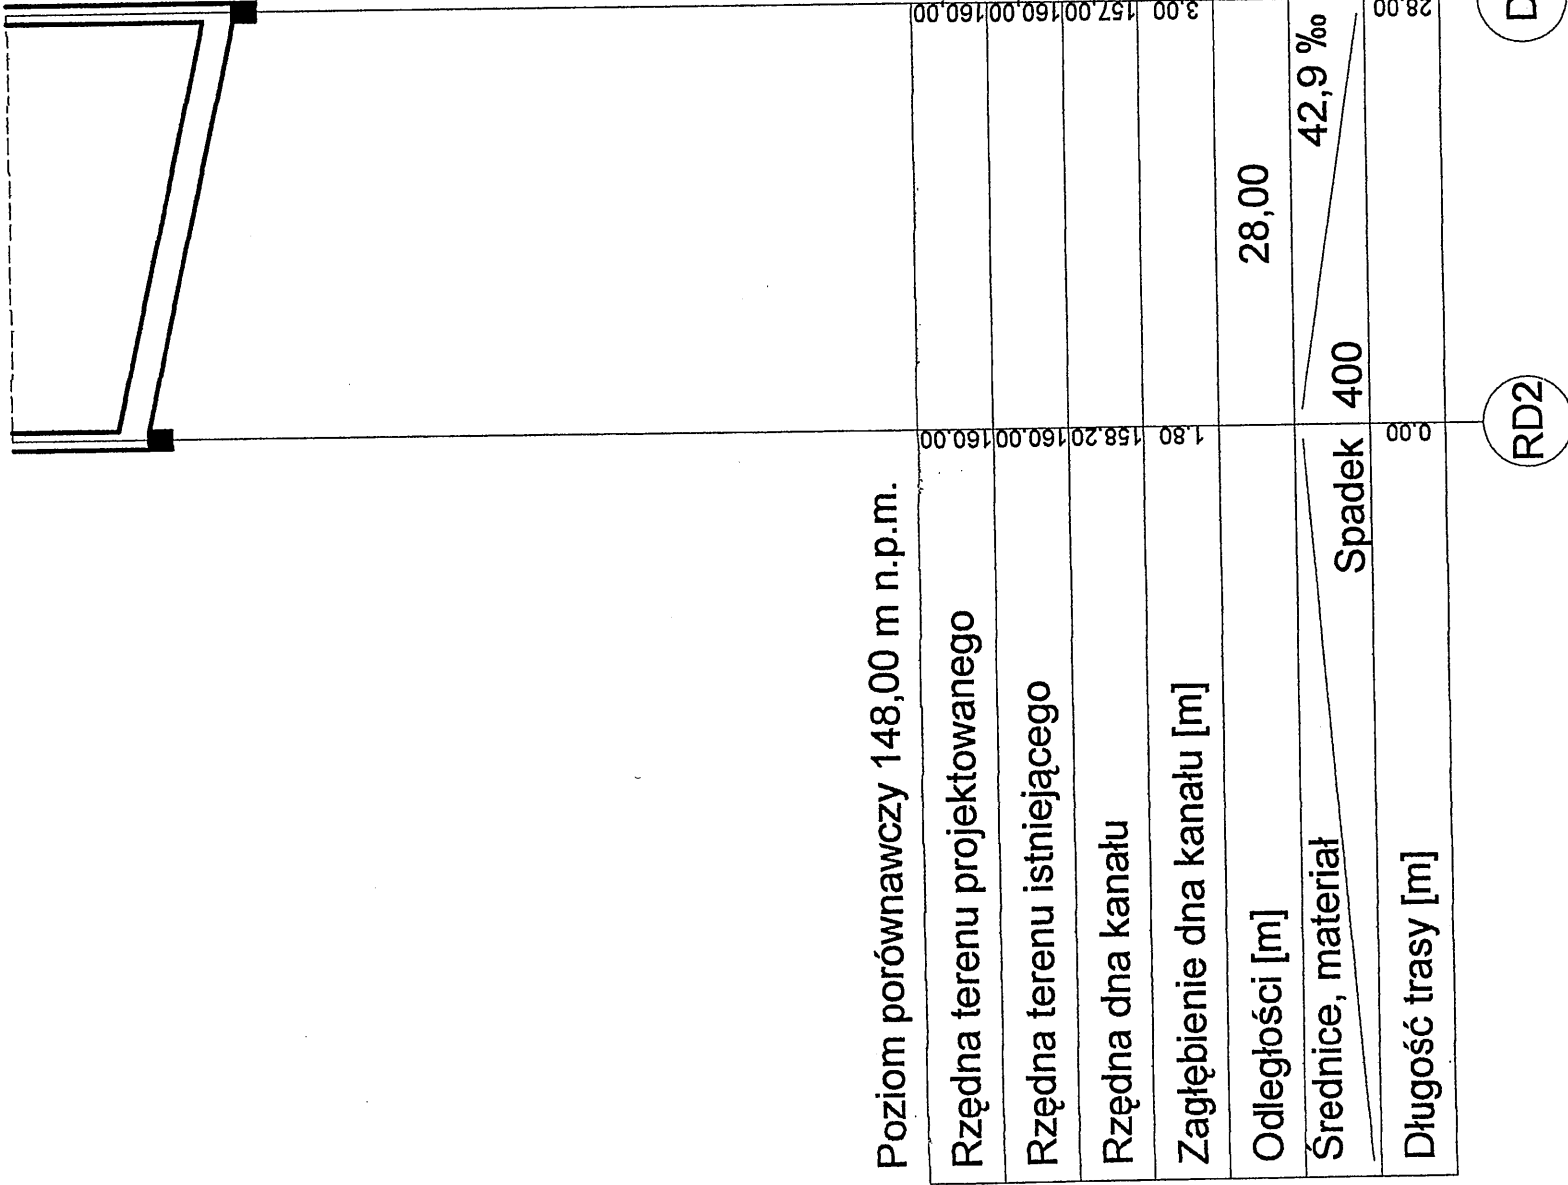 Poziom porównawczy 148,00 m n.p.m.
Rzędna terenu projektowanego 160,00 160,00
Rzędna terenu istniejącego 160.00 160.00
Rzędna dna kanału 158.20 157.00
Zagłębienie dna kanału [m] 1.80 3.00
Odległości [m] 28,00
Średnice, materiał Spadek 400 42,9 ‰
Długość trasy [m] 0.00 28.00
RD2 D